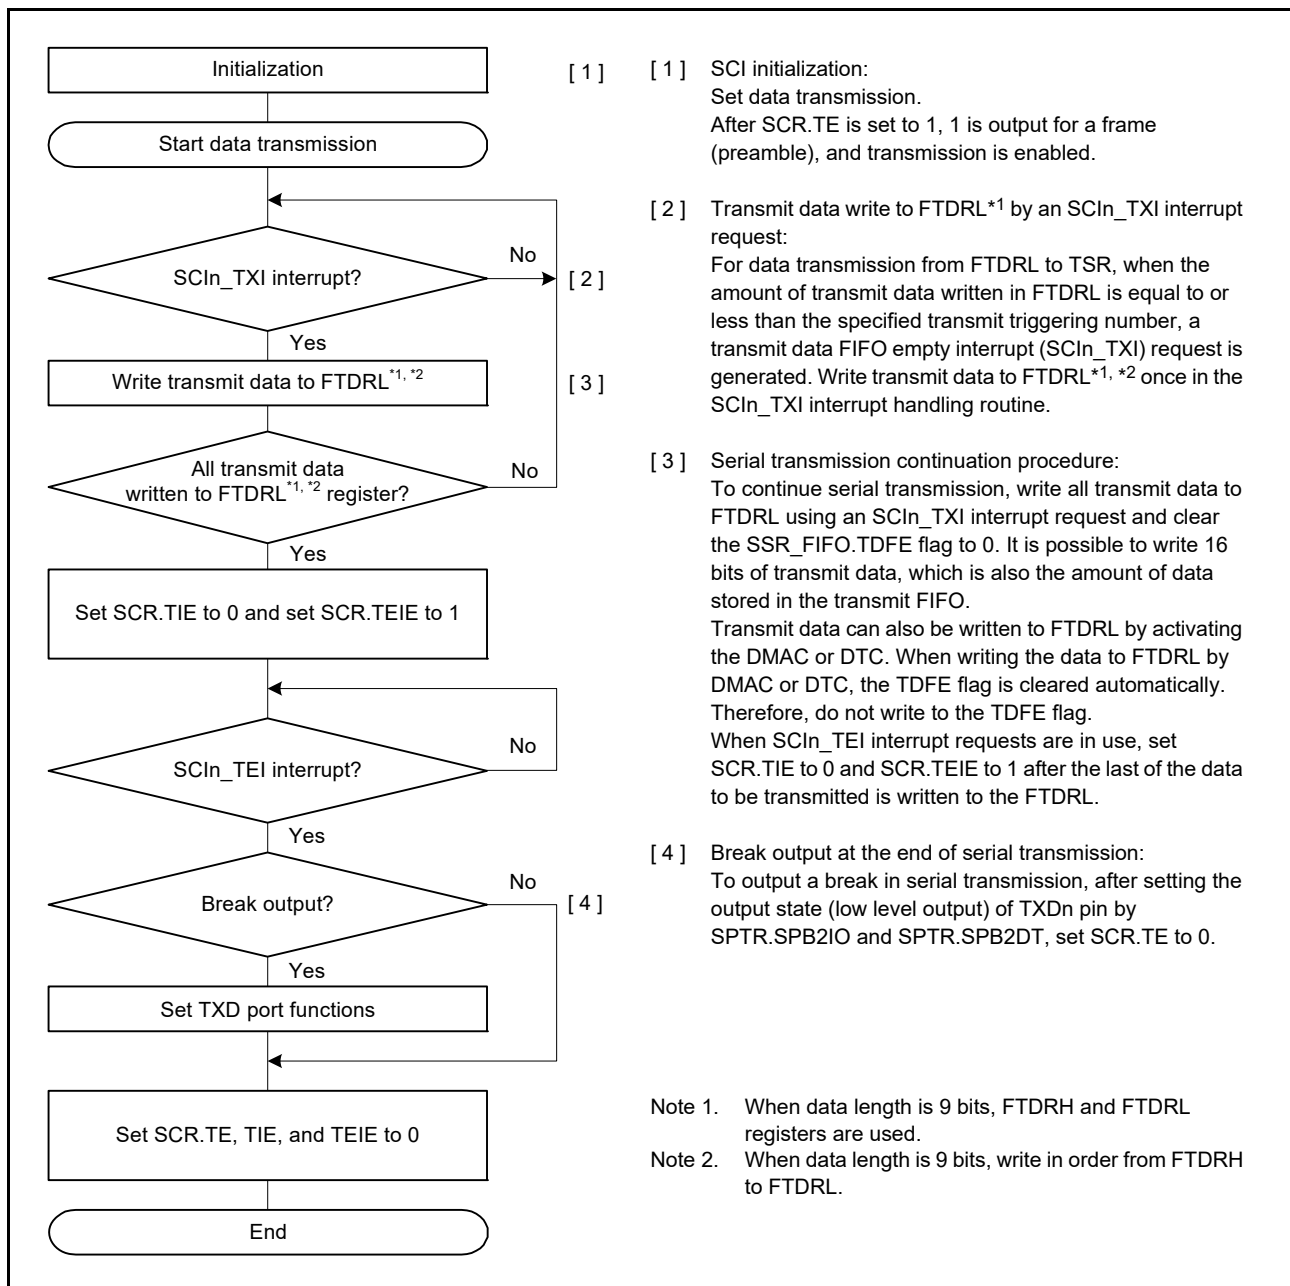 Initialization
[ 1 ]
Start data transmission
SCIn_TXI interrupt?
No
[ 2 ]
Yes
Write transmit data to FTDRL*1, *2
[ 3 ]
All transmit data
written to FTDRL*1, *2 register?
No
Yes
Set SCR.TIE to 0 and set SCR.TEIE to 1
SCIn_TEI interrupt?
No
Yes
Break output?
No
[ 4 ]
Yes
Set TXD port functions
Set SCR.TE, TIE, and TEIE to 0
End
[ 1 ] SCI initialization:
Set data transmission.
After SCR.TE is set to 1, 1 is output for a frame
(preamble), and transmission is enabled.
[ 2 ] Transmit data write to FTDRL*1 by an SCIn_TXI interrupt
request:
For data transmission from FTDRL to TSR, when the
amount of transmit data written in FTDRL is equal to or
less than the specified transmit triggering number, a
transmit data FIFO empty interrupt (SCIn_TXI) request is
generated. Write transmit data to FTDRL*1, *2 once in the
SCIn_TXI interrupt handling routine.
[ 3 ] Serial transmission continuation procedure:
To continue serial transmission, write all transmit data to
FTDRL using an SCIn_TXI interrupt request and clear
the SSR_FIFO.TDFE flag to 0. It is possible to write 16
bits of transmit data, which is also the amount of data
stored in the transmit FIFO.
Transmit data can also be written to FTDRL by activating
the DMAC or DTC. When writing the data to FTDRL by
DMAC or DTC, the TDFE flag is cleared automatically.
Therefore, do not write to the TDFE flag.
When SCIn_TEI interrupt requests are in use, set
SCR.TIE to 0 and SCR.TEIE to 1 after the last of the data
to be transmitted is written to the FTDRL.
[ 4 ] Break output at the end of serial transmission:
To output a break in serial transmission, after setting the
output state (low level output) of TXDn pin by
SPTR.SPB2IO and SPTR.SPB2DT, set SCR.TE to 0.
Note 1. When data length is 9 bits, FTDRH and FTDRL
registers are used.
Note 2. When data length is 9 bits, write in order from FTDRH
to FTDRL.